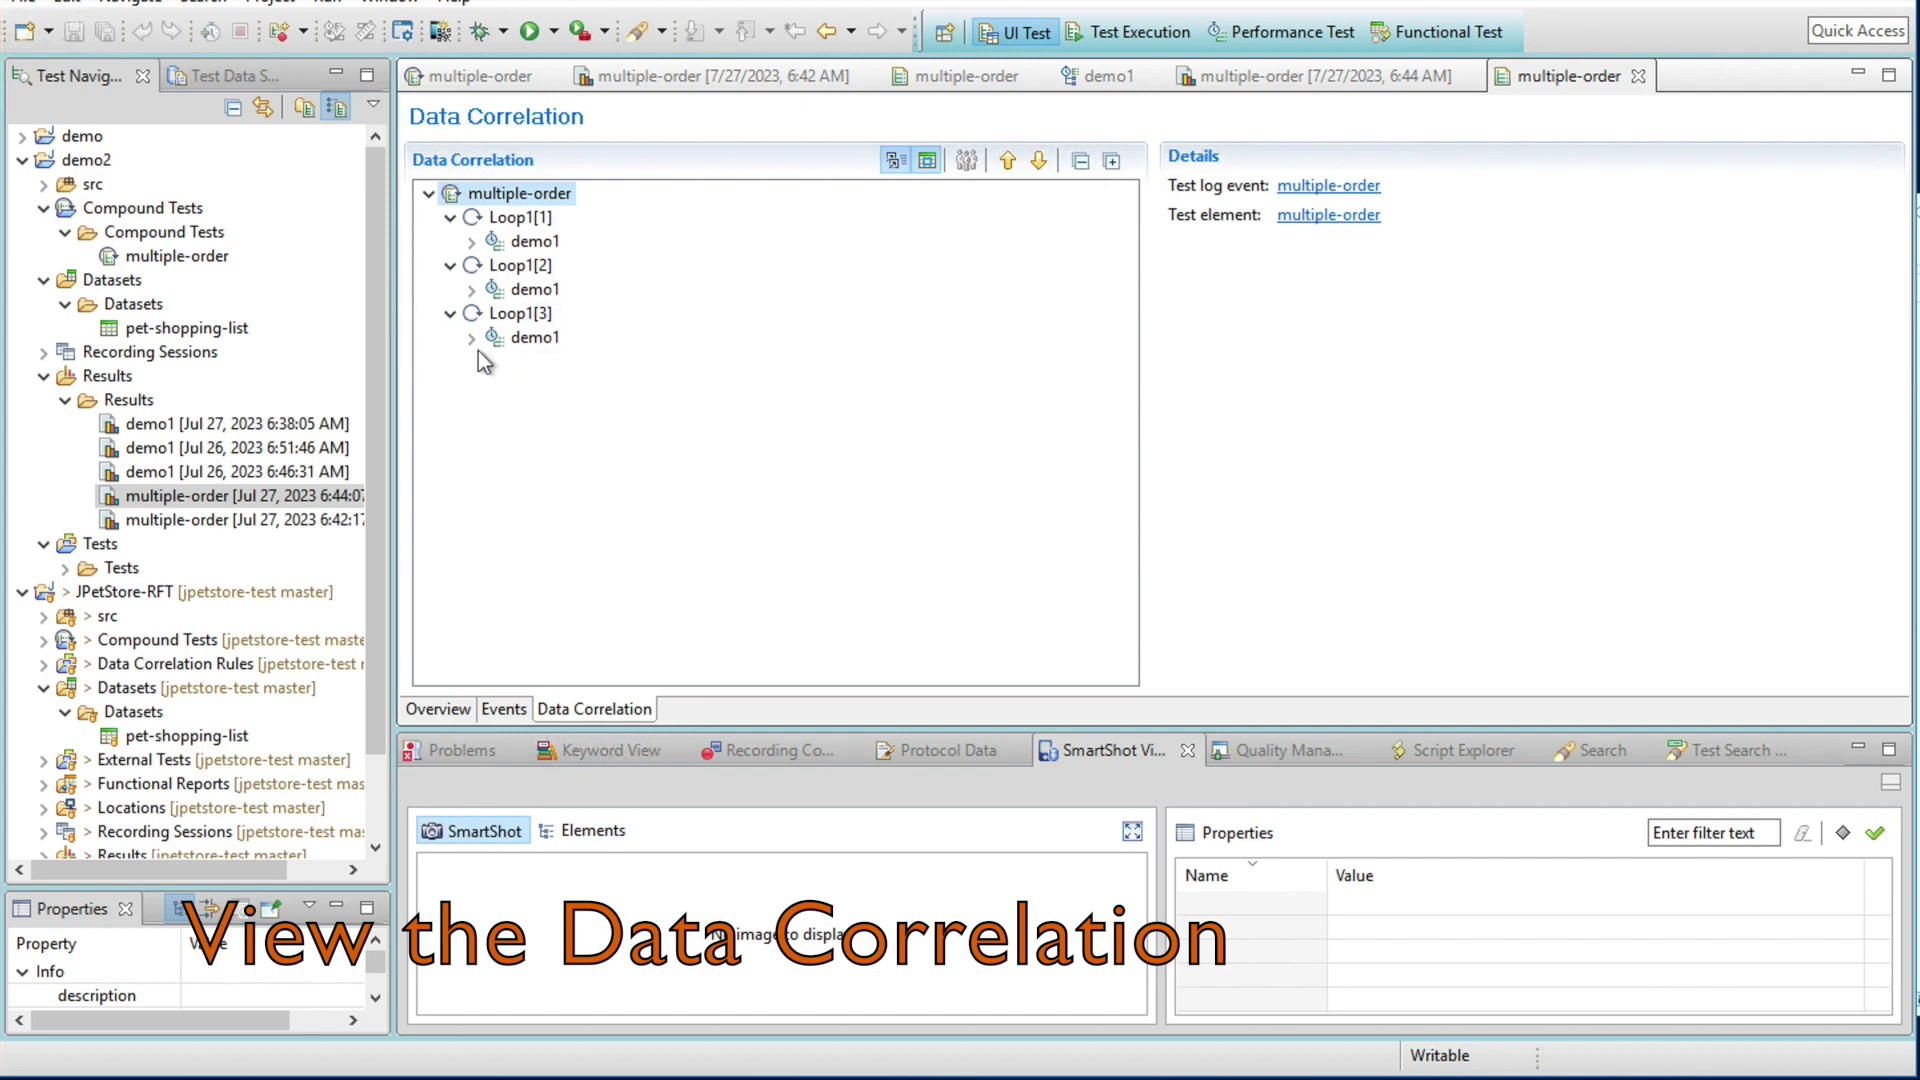 UI Test
Test Execution
Performance Test
Functional Test
Quick Access
Test Navig...
Test Data S...
multiple-order
multiple-order [7/27/2023, 6:42 AM]
multiple-order
demo1
multiple-order [7/27/2023, 6:44 AM]
multiple-order
demo
demo2
src
Compound Tests
Compound Tests
multiple-order
Datasets
Datasets
pet-shopping-list
Recording Sessions
Results
Results
demo1 [Jul 27, 2023 6:38:05 AM]
demo1 [Jul 26, 2023 6:51:46 AM]
demo1 [Jul 26, 2023 6:46:31 AM]
multiple-order [Jul 27, 2023 6:44:07
multiple-order [Jul 27, 2023 6:42:17
Tests
Tests
> JPetStore-RFT [jpetstore-test master]
> src
> Compound Tests [jpetstore-test maste
> Data Correlation Rules [jpetstore-test r
> Datasets [jpetstore-test master]
Datasets
pet-shopping-list
> External Tests [jpetstore-test master]
> Functional Reports [jpetstore-test mas
> Locations [jpetstore-test master]
> Recording Sessions [jpetstore-test mas
> Results [jpetstore-test master]
Data Correlation
Data Correlation
multiple-order
Loop1[1]
demo1
Loop1[2]
demo1
Loop1[3]
demo1
Details
Test log event: multiple-order
Test element: multiple-order
Overview
Events
Data Correlation
Problems
Keyword View
Recording Co...
Protocol Data
SmartShot Vi...
Quality Mana...
Script Explorer
Search
Test Search ...
SmartShot
Elements
Properties
Enter filter text
Name
Value
Properties
Property
Info
description
View the Data Correlation
Writable